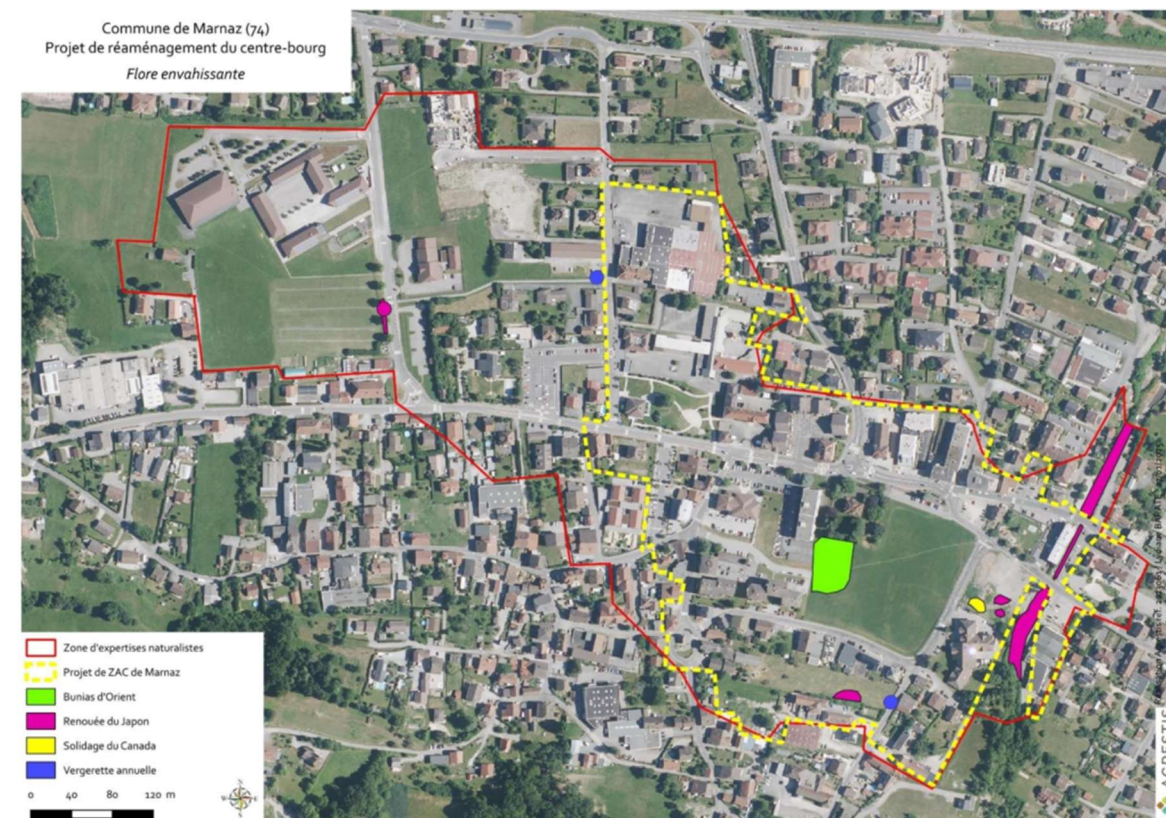 Commune de Marnaz (74)
Projet de réaménagement du centre-bourg
Flore envahissante
Zone d'expertises naturalistes
Projet de ZAC de Marnaz
Bunias d'Orient
Renouée du Japon
Solidage du Canada
Vergerette annuelle
0 40 80 120 m
AGRESTIS